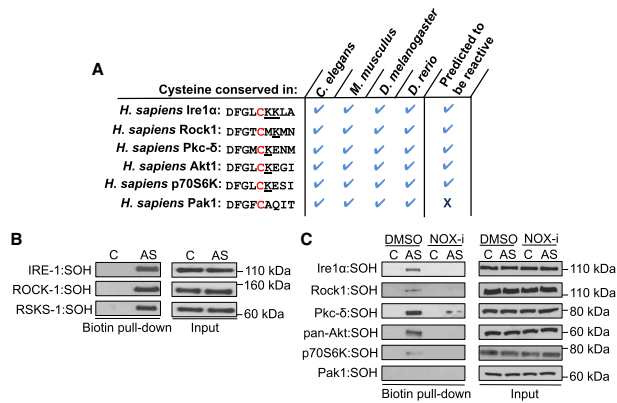 A
Cysteine conserved in:
C. elegans
M. musculus
D. melanogaster
D. rerio
Predicted to
be reactive
H. sapiens Ire1α: DFGLCKKLA ✓ ✓ ✓ ✓ ✓
H. sapiens Rock1: DFGTCMKMN ✓ ✓ ✓ ✓ ✓
H. sapiens Pkc-δ: DFGMCKENM ✓ ✓ ✓ ✓ ✓
H. sapiens Akt1: DFGLCKEGI ✓ ✓ ✓ ✓ ✓
H. sapiens p70S6K: DFGLCKESI ✓ ✓ ✓ ✓ ✓
H. sapiens Pak1: DFGFCAQIT ✓ ✓ ✓ ✓ X
B
C AS C AS
IRE-1:SOH 110 kDa
ROCK-1:SOH 160 kDa
RSKS-1:SOH 60 kDa
Biotin pull-down Input
C
DMSO NOX-i DMSO NOX-i
C AS C AS C AS C AS
Ire1α:SOH 110 kDa
Rock1:SOH 110 kDa
Pkc-δ:SOH 80 kDa
pan-Akt:SOH 60 kDa
p70S6K:SOH 80 kDa
Pak1:SOH 60 kDa
Biotin pull-down Input